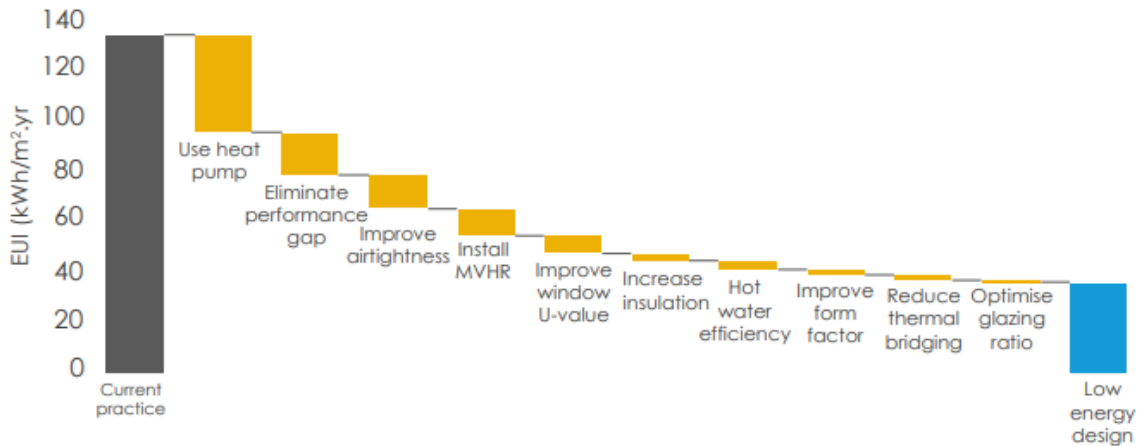 140
120
100
80
60
40
20
0
EUI (kWh/m².yr)
Current
practice
Use heat
pump
Eliminate
performance
gap
Improve
airtightness
Install
MVHR
Improve
window
U-value
Increase
insulation
Hot
water
efficiency
Improve
form
factor
Reduce
thermal
bridging
Optimise
glazing
ratio
Low
energy
design